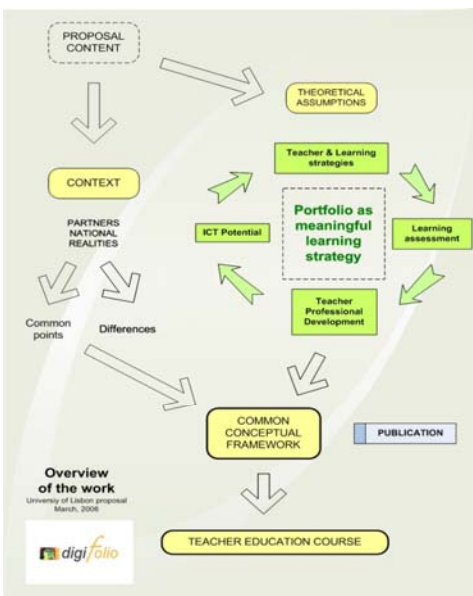 PROPOSAL
CONTENT
THEORETICAL
ASSUMPTIONS
Teacher & Learning
strategies
CONTEXT
PARTNERS
NATIONAL
REALITIES
ICT Potential
Portfolio as
meaningful
learning
strategy
Learning
assessment
Teacher
Professional
Development
Common
points
Differences
COMMON
CONCEPTUAL
FRAMEWORK
PUBLICATION
Overview
of the work
University of Lisbon proposal
March, 2006
digifolio
TEACHER EDUCATION COURSE